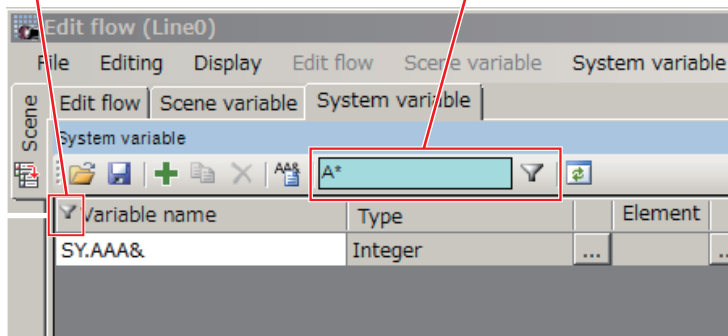 Edit flow (Line0)
File Editing Display Edit flow Scene variable System variable
Scene
Edit flow Scene variable System variable
System variable
AA& A*
Variable name Type Element
SY.AAA& Integer ... ...